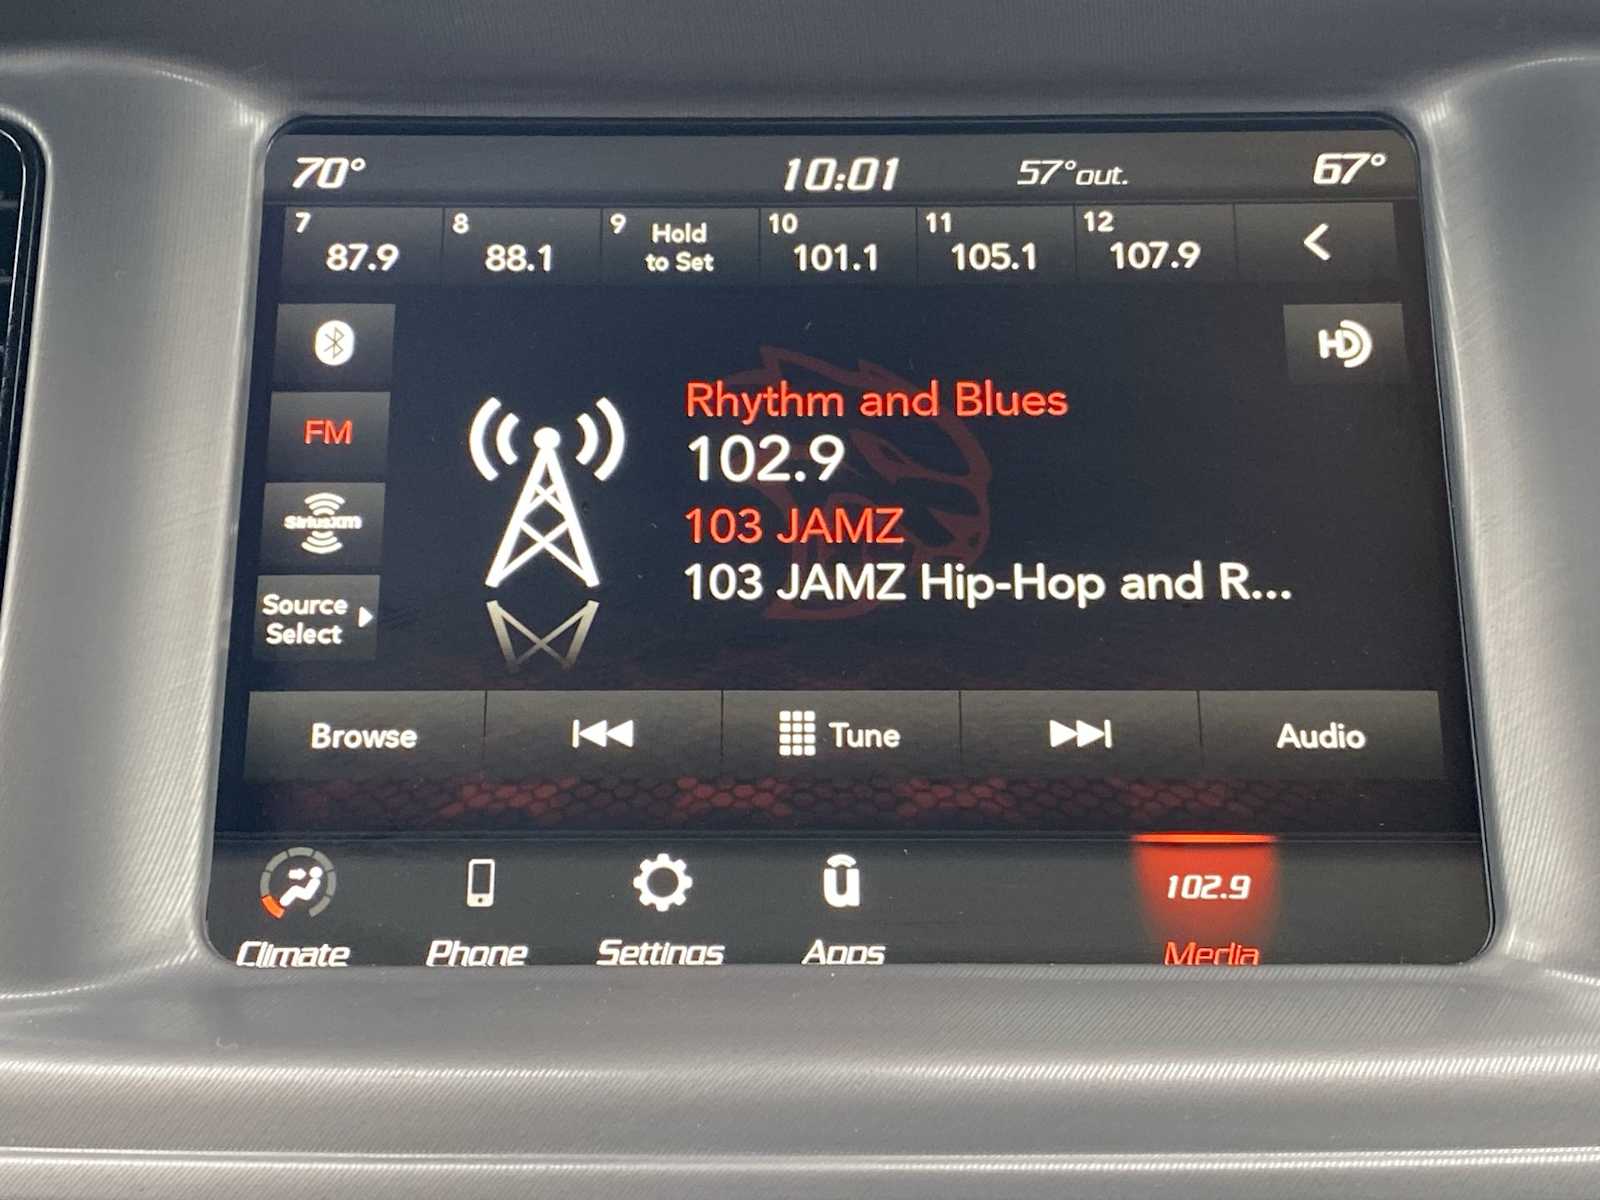 70° 10:01 57°out. 67°
7 8 9 Hold 10 11 12
87.9 88.1 to Set 101.1 105.1 107.9
HD
Rhythm and Blues
FM
102.9
SiriusXM
103 JAMZ
103 JAMZ Hip-Hop and R...
Source
Select
Browse Tune Audio
102.9
Climate Phone Settings Apps Media